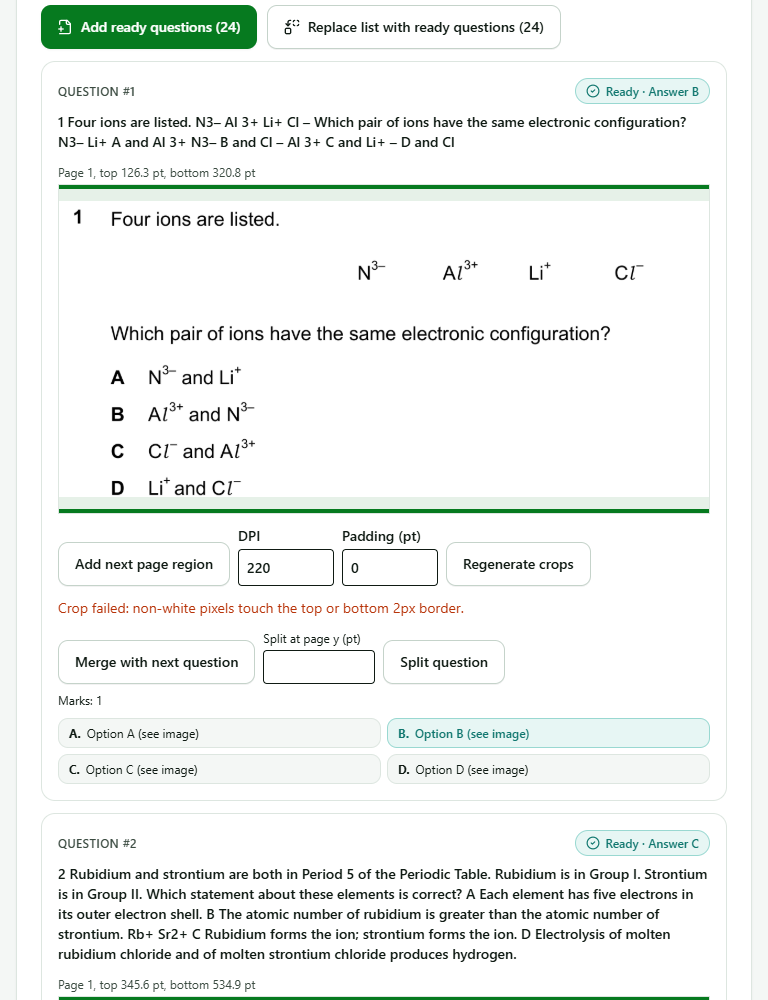 Add ready questions (24)
Replace list with ready questions (24)
QUESTION #1
Ready · Answer B
1 Four ions are listed. N3– Al 3+ Li+ Cl – Which pair of ions have the same electronic configuration?
N3– Li+ A and Al 3+ N3– B and Cl – Al 3+ C and Li+ – D and Cl
Page 1, top 126.3 pt, bottom 320.8 pt
1 Four ions are listed.
N³⁻ Al³⁺ Li⁺ Cl⁻
Which pair of ions have the same electronic configuration?
A N³⁻ and Li⁺
B Al³⁺ and N³⁻
C Cl⁻ and Al³⁺
D Li⁺ and Cl⁻
DPI
Padding (pt)
Add next page region
220
0
Regenerate crops
Crop failed: non-white pixels touch the top or bottom 2px border.
Split at page y (pt)
Merge with next question
Split question
Marks: 1
A. Option A (see image)
B. Option B (see image)
C. Option C (see image)
D. Option D (see image)
QUESTION #2
Ready · Answer C
2 Rubidium and strontium are both in Period 5 of the Periodic Table. Rubidium is in Group I. Strontium
is in Group II. Which statement about these elements is correct? A Each element has five electrons in
its outer electron shell. B The atomic number of rubidium is greater than the atomic number of
strontium. Rb+ Sr2+ C Rubidium forms the ion; strontium forms the ion. D Electrolysis of molten
rubidium chloride and of molten strontium chloride produces hydrogen.
Page 1, top 345.6 pt, bottom 534.9 pt